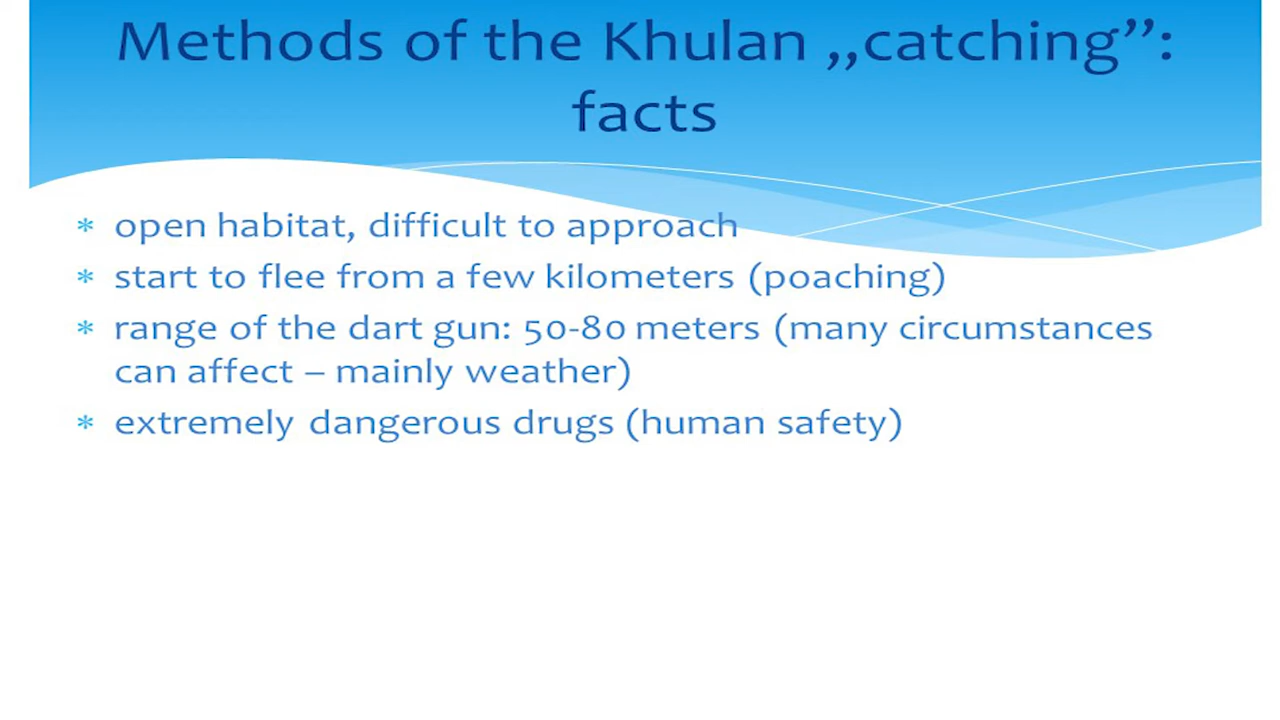 Methods of the Khulan „catching”:
facts
* open habitat, difficult to approach
* start to flee from a few kilometers (poaching)
* range of the dart gun: 50-80 meters (many circumstances
can affect – mainly weather)
* extremely dangerous drugs (human safety)